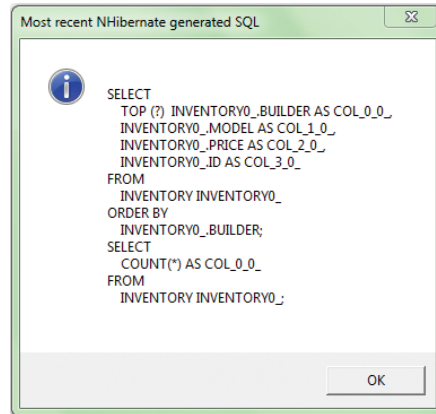 Most recent NHibernate generated SQL
SELECT
TOP (?) INVENTORY0_.BUILDER AS COL_0_0_,
INVENTORY0_.MODEL AS COL_1_0_,
INVENTORY0_.PRICE AS COL_2_0_,
INVENTORY0_.ID AS COL_3_0_
FROM
INVENTORY INVENTORY0_
ORDER BY
INVENTORY0_.BUILDER;
SELECT
COUNT(*) AS COL_0_0_
FROM
INVENTORY INVENTORY0_;
OK